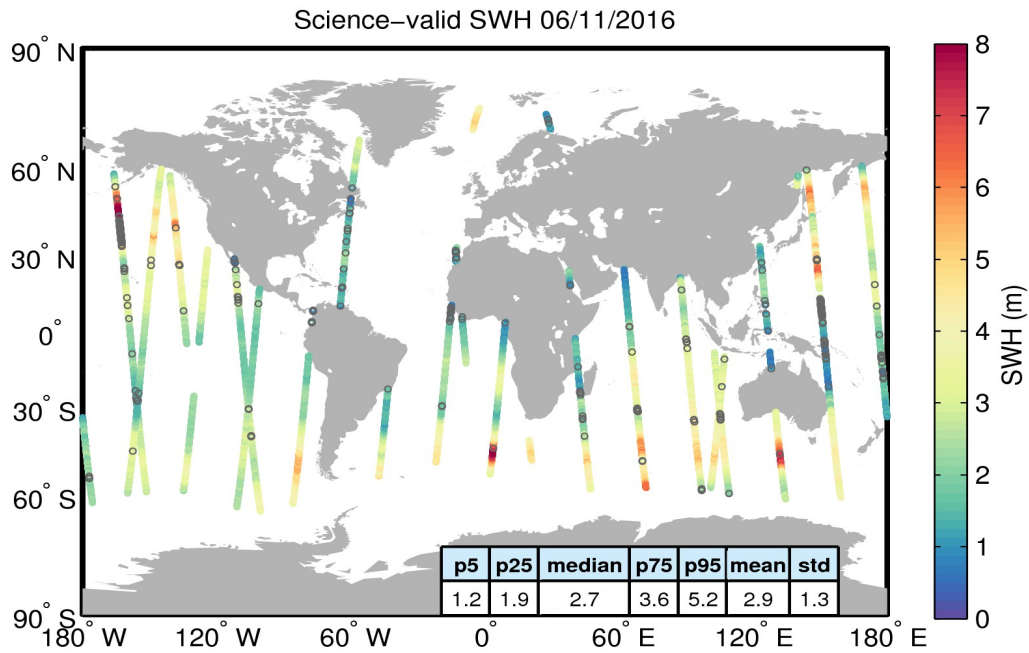 Science−valid SWH 06/11/2016
90° N
60° N
30° N
0°
30° S
60° S
90° S
180° W
120° W
60° W
0°
60° E
120° E
180° E
p5 p25 median p75 p95 mean std
1.2 1.9 2.7 3.6 5.2 2.9 1.3
8
7
6
5
4
3
2
1
0
SWH (m)